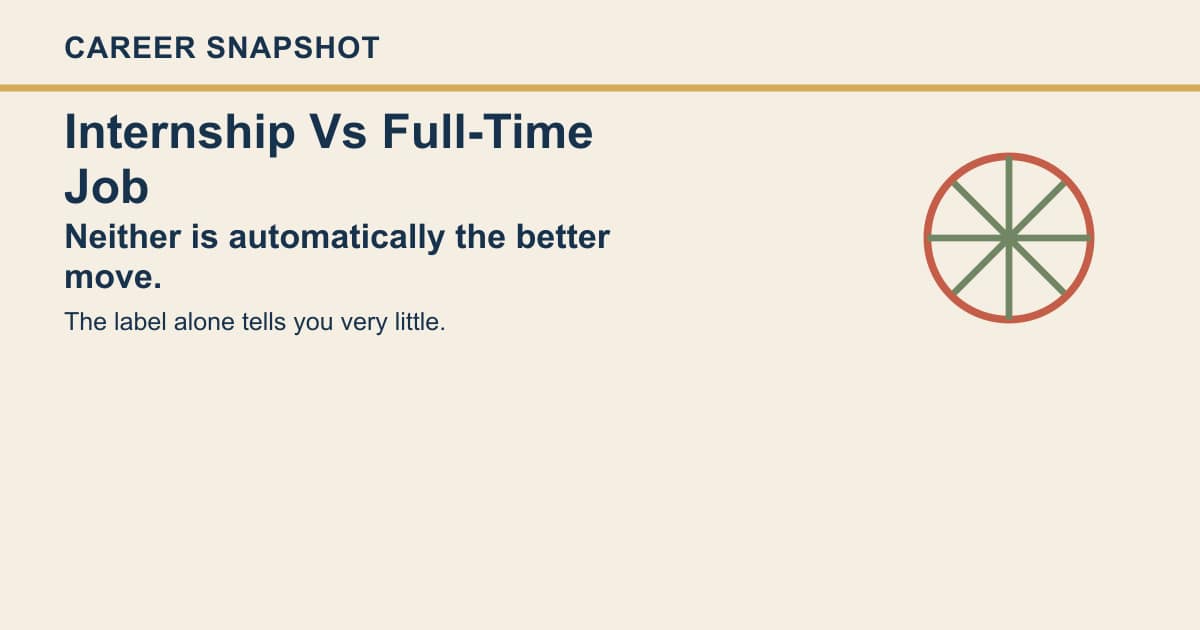 CAREER SNAPSHOT
Internship Vs Full-Time
Job
Neither is automatically the better
move.
The label alone tells you very little.